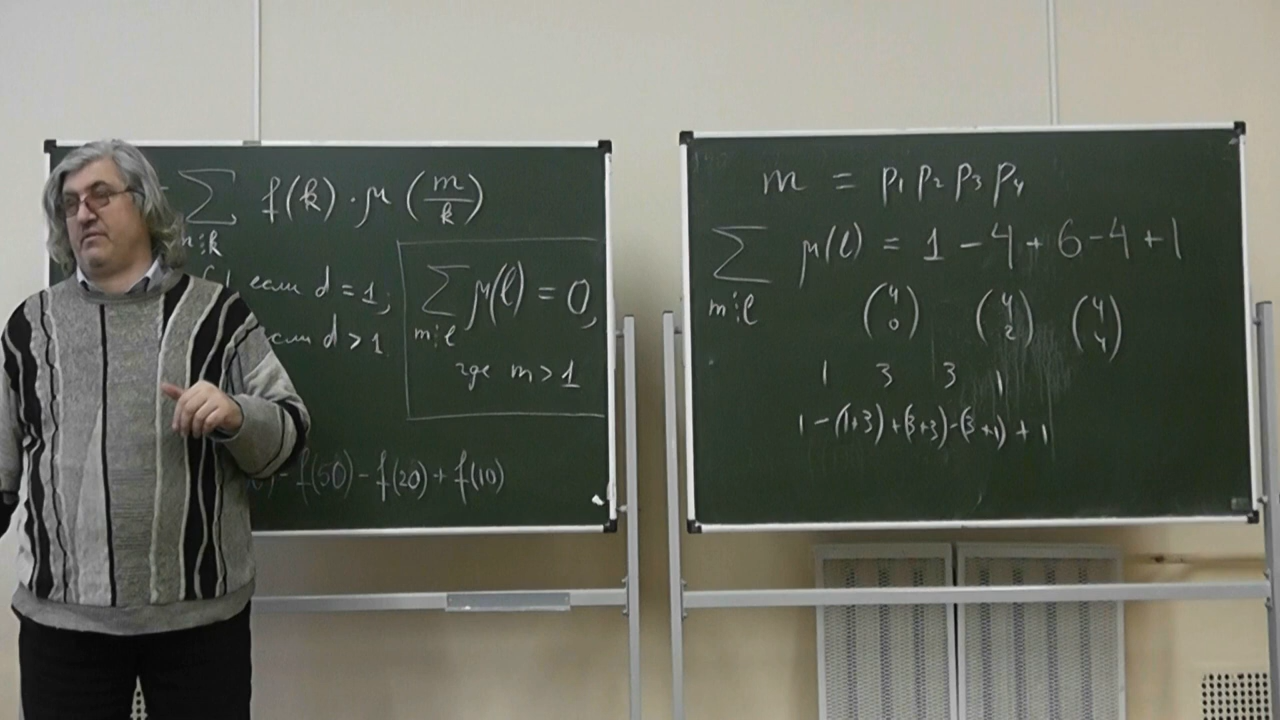 = ∑ f(k) · μ (m/k)
m⋮k
если d = 1,
если d > 1
∑ μ(l) = 0,
m⋮l
где m > 1
- f(50) - f(20) + f(10)
m = p₁ p₂ p₃ p₄
∑ μ(l) = 1 - 4 + 6 - 4 + 1
m⋮l (4 0) (4 2) (4 4)
1 3 3 1
1 - (1+3) + (3+3) - (3+1) + 1